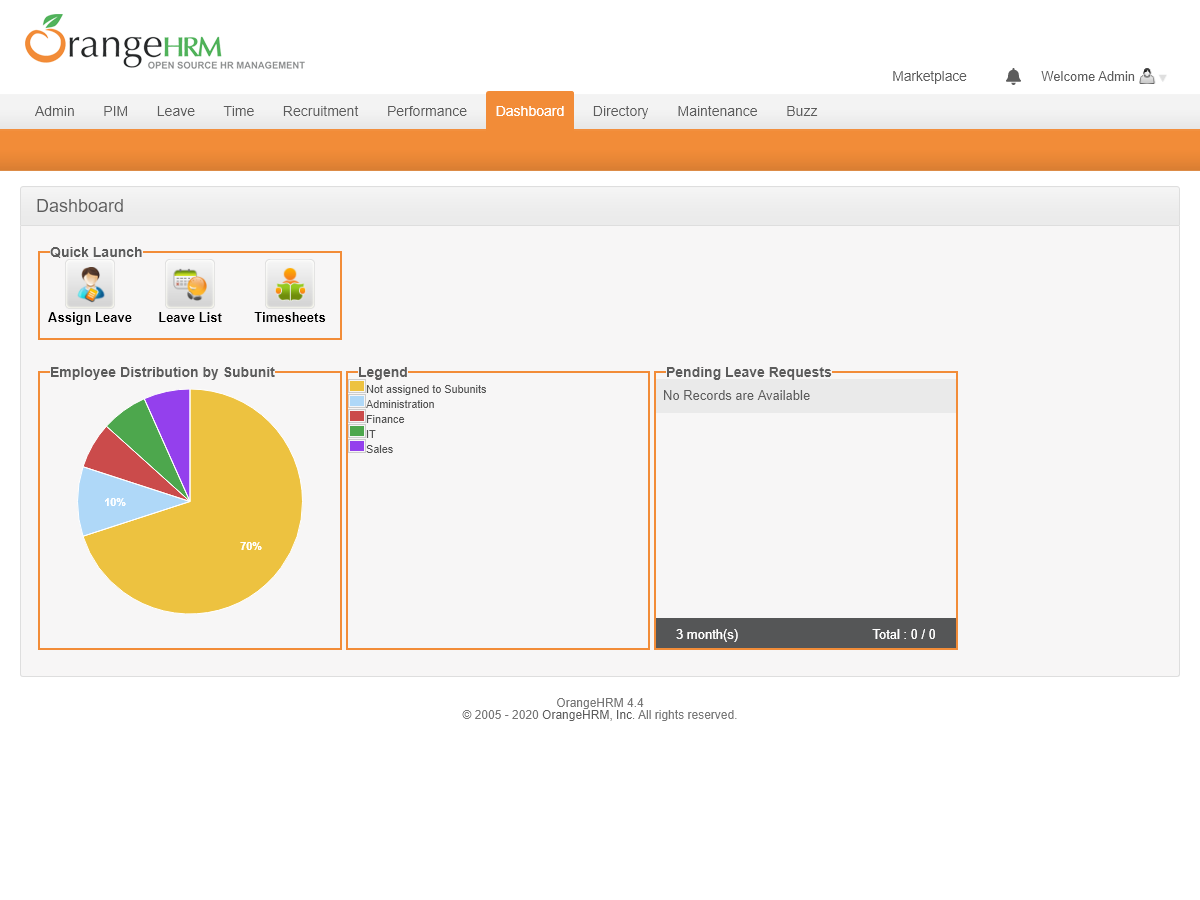 OrangeHRM
OPEN SOURCE HR MANAGEMENT
Marketplace Welcome Admin
Admin PIM Leave Time Recruitment Performance Dashboard Directory Maintenance Buzz
Dashboard
Quick Launch
Assign Leave Leave List Timesheets
Employee Distribution by Subunit
10%
70%
Legend
Not assigned to Subunits
Administration
Finance
IT
Sales
Pending Leave Requests
No Records are Available
3 month(s) Total : 0 / 0
OrangeHRM 4.4
© 2005 - 2020 OrangeHRM, Inc. All rights reserved.